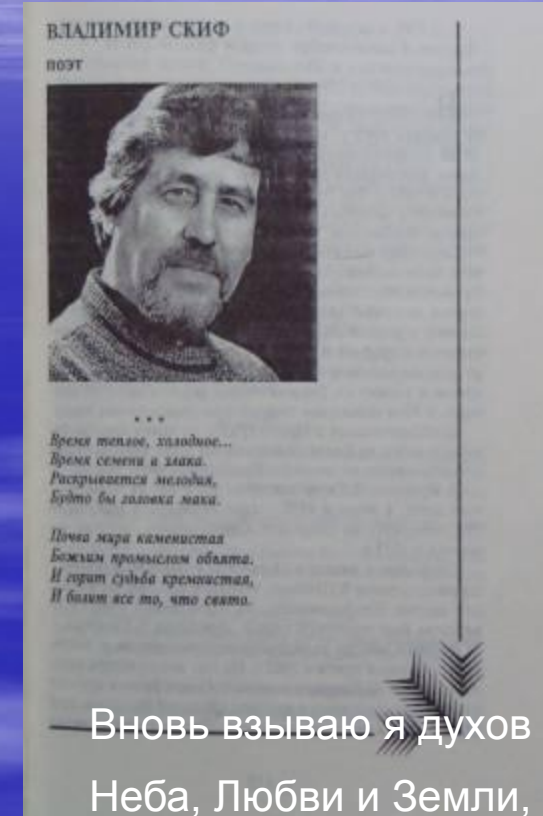 ВЛАДИМИР СКИФ
ПОЭТ
* * *
Время теплое, холодное...
Время семени и злака.
Раскрывается мелодия,
Будто бы головка мака.
Почва мира каменистая
Божьим промыслом объята.
И горит судьба кремнистая,
И болит все то, что свято.
Вновь взываю я духов
Неба, Любви и Земли,